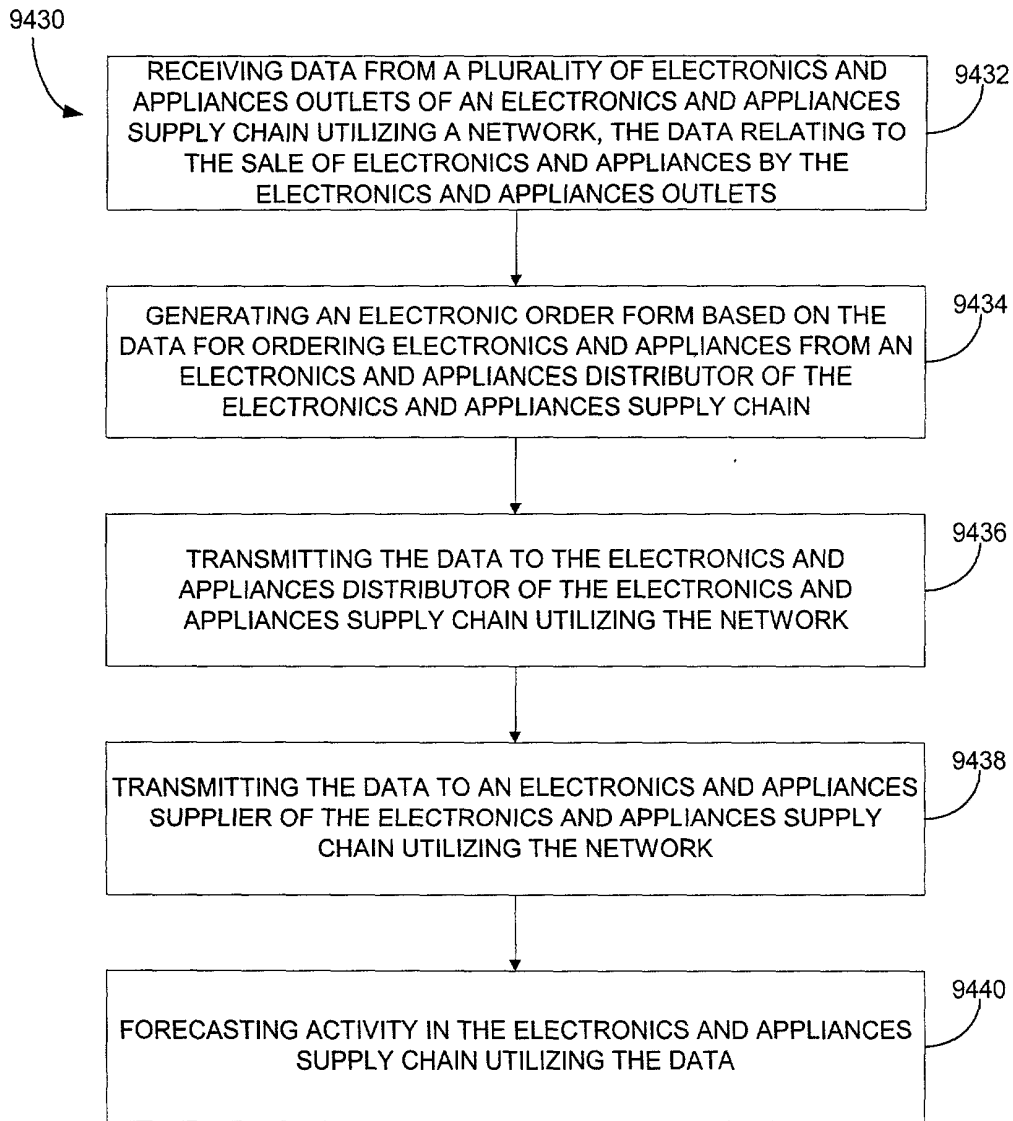 9430
RECEIVING DATA FROM A PLURALITY OF ELECTRONICS AND
APPLIANCES OUTLETS OF AN ELECTRONICS AND APPLIANCES
SUPPLY CHAIN UTILIZING A NETWORK, THE DATA RELATING TO
THE SALE OF ELECTRONICS AND APPLIANCES BY THE
ELECTRONICS AND APPLIANCES OUTLETS
9432
GENERATING AN ELECTRONIC ORDER FORM BASED ON THE
DATA FOR ORDERING ELECTRONICS AND APPLIANCES FROM AN
ELECTRONICS AND APPLIANCES DISTRIBUTOR OF THE
ELECTRONICS AND APPLIANCES SUPPLY CHAIN
9434
TRANSMITTING THE DATA TO THE ELECTRONICS AND
APPLIANCES DISTRIBUTOR OF THE ELECTRONICS AND
APPLIANCES SUPPLY CHAIN UTILIZING THE NETWORK
9436
TRANSMITTING THE DATA TO AN ELECTRONICS AND APPLIANCES
SUPPLIER OF THE ELECTRONICS AND APPLIANCES SUPPLY
CHAIN UTILIZING THE NETWORK
9438
FORECASTING ACTIVITY IN THE ELECTRONICS AND APPLIANCES
SUPPLY CHAIN UTILIZING THE DATA
9440